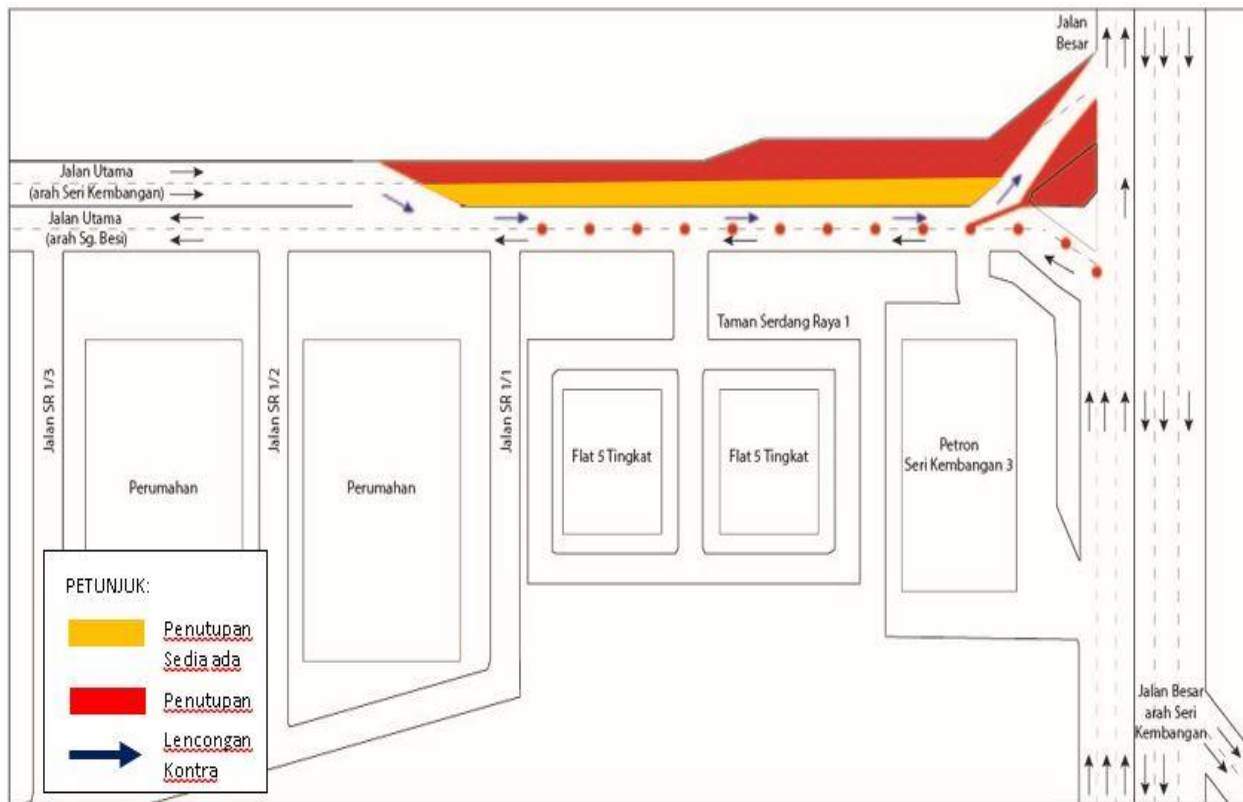 Jalan
Besar
Jalan Utama
(arah Seri Kembangan)
Jalan Utama
(arah Sg. Besi)
Taman Serdang Raya 1
Jalan SR 1/3
Jalan SR 1/2
Jalan SR 1/1
Perumahan
Perumahan
Flat 5 Tingkat
Flat 5 Tingkat
Petron
Seri Kembangan 3
Jalan Besar
arah Seri
Kembangan
PETUNJUK:
Penutupan
Sedia ada
Penutupan
Lencongan
Kontra